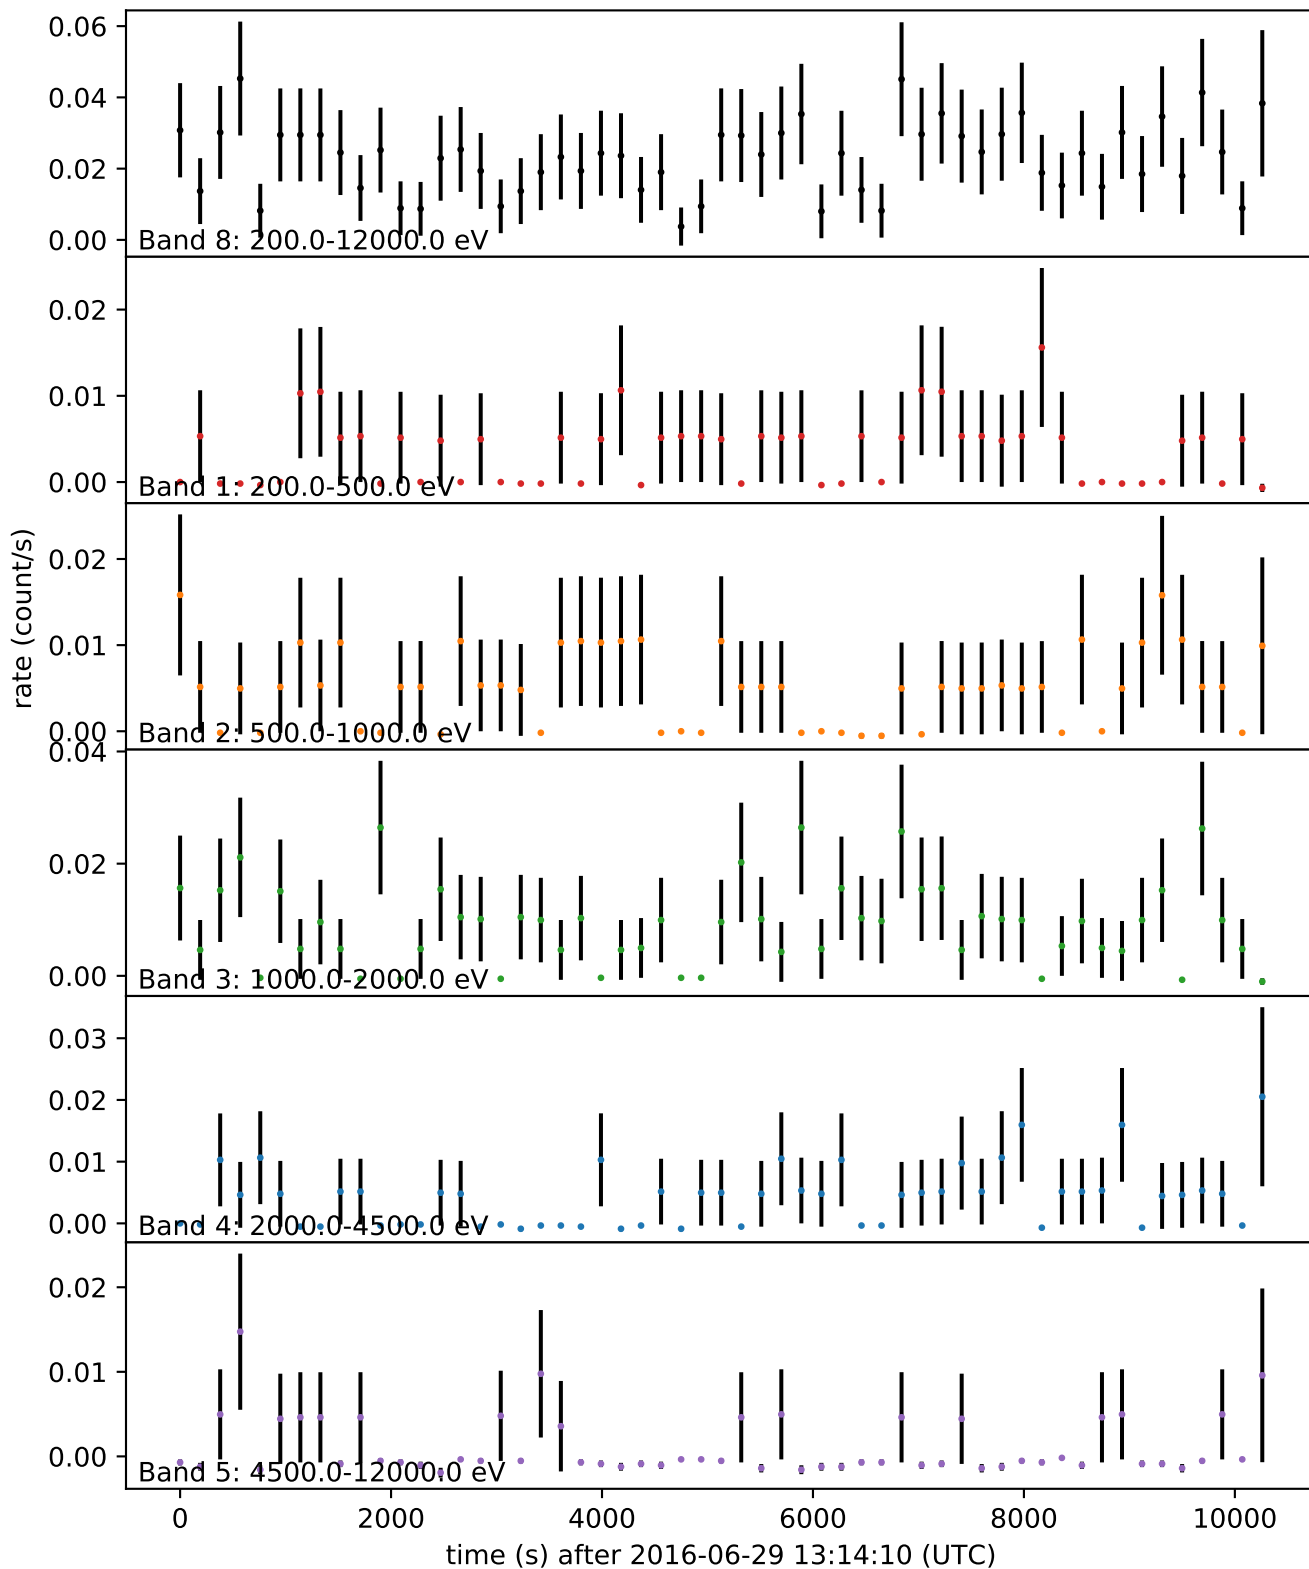 0.06
0.04
0.02
0.00
Band 8: 200.0-12000.0 eV
0.02
0.01
0.00
Band 1: 200.0-500.0 eV
rate (count/s)
0.02
0.01
0.00
Band 2: 500.0-1000.0 eV
0.04
0.02
0.00
Band 3: 1000.0-2000.0 eV
0.03
0.02
0.01
0.00
Band 4: 2000.0-4500.0 eV
0.02
0.01
0.00
Band 5: 4500.0-12000.0 eV
0 2000 4000 6000 8000 10000
time (s) after 2016-06-29 13:14:10 (UTC)